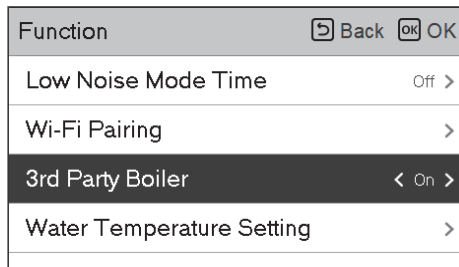 Function Back OK OK
Low Noise Mode Time Off >
Wi-Fi Pairing >
3rd Party Boiler < On >
Water Temperature Setting >